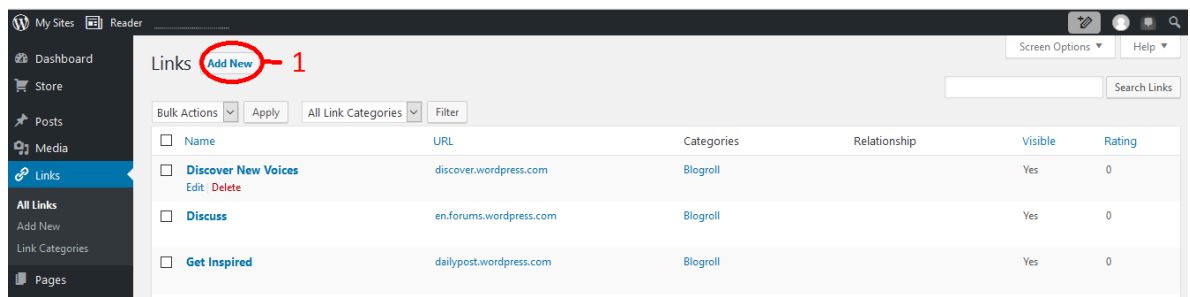 My Sites Reader
Screen Options ▼ Help ▼
Dashboard
Store
Posts
Media
Links
All Links
Add New
Link Categories
Pages
Links Add New 1
Search Links
Bulk Actions Apply All Link Categories Filter
Name URL Categories Relationship Visible Rating
Discover New Voices discover.wordpress.com Blogroll Yes 0
Edit | Delete
Discuss en.forums.wordpress.com Blogroll Yes 0
Get Inspired dailypost.wordpress.com Blogroll Yes 0